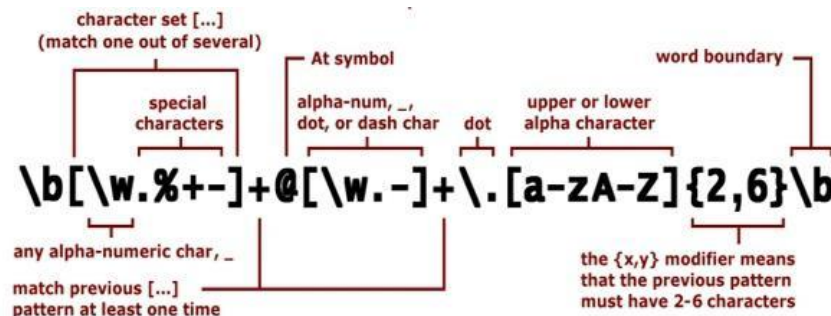 character set [...]
(match one out of several)
At symbol
word boundary
special
characters
alpha-num, _,
dot, or dash char
dot
upper or lower
alpha character
\b[\w.%+-]+@[\w.-]+\.[a-zA-Z]{2,6}\b
any alpha-numeric char, _
match previous [...]
pattern at least one time
the {x,y} modifier means
that the previous pattern
must have 2-6 characters